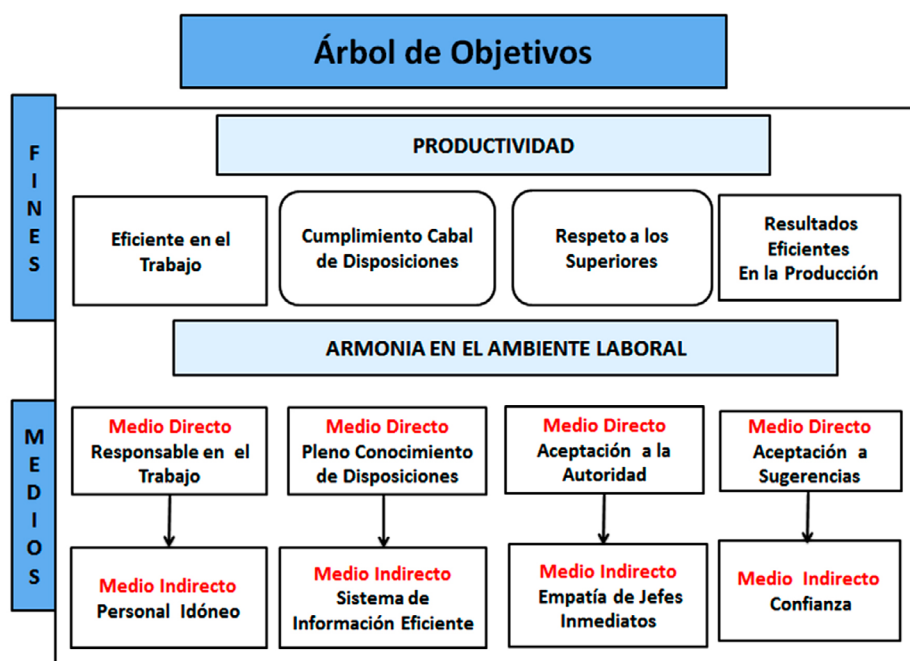 Árbol de Objetivos
FINES
PRODUCTIVIDAD
Eficiente en el
Trabajo
Cumplimiento Cabal
de Disposiciones
Respeto a los
Superiores
Resultados
Eficientes
En la Producción
ARMONIA EN EL AMBIENTE LABORAL
MEDIOS
Medio Directo
Responsable en el
Trabajo
Medio Directo
Pleno Conocimiento
de Disposiciones
Medio Directo
Aceptación a la
Autoridad
Medio Directo
Aceptación a
Sugerencias
Medio Indirecto
Personal Idóneo
Medio Indirecto
Sistema de
Información Eficiente
Medio Indirecto
Empatía de Jefes
Inmediatos
Medio Indirecto
Confianza